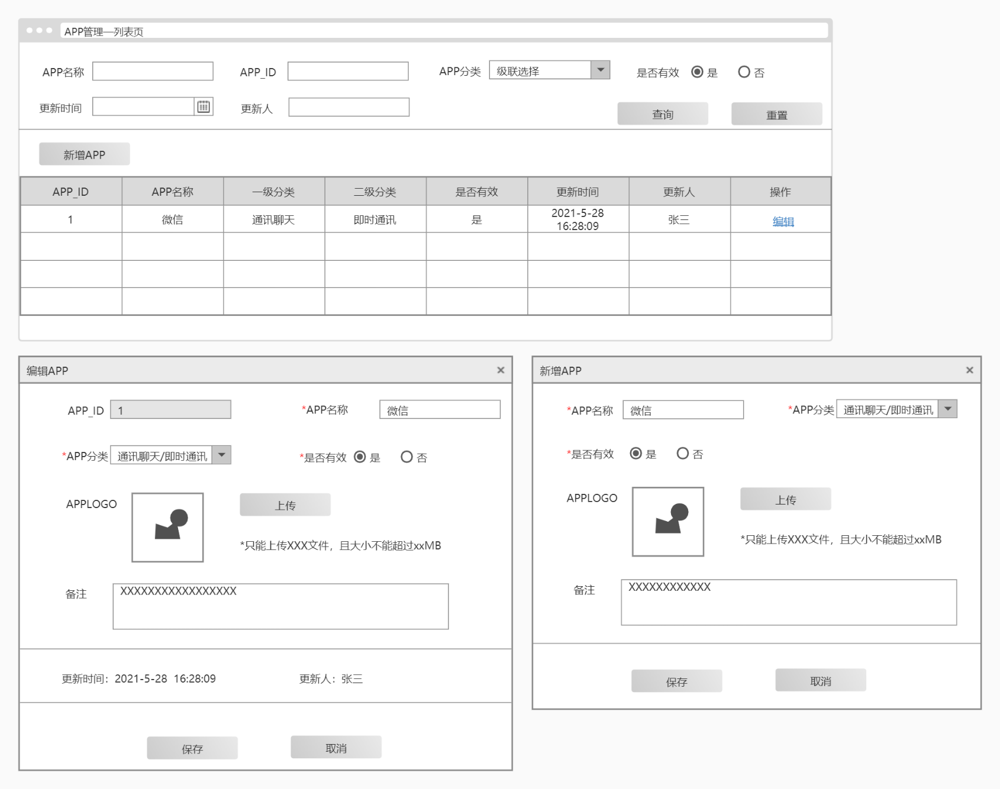 APP管理—列表页
APP名称 APP_ID APP分类 级联选择 是否有效 是 否
更新时间 更新人 查询 重置
新增APP
APP_ID APP名称 一级分类 二级分类 是否有效 更新时间 更新人 操作
1 微信 通讯聊天 即时通讯 是 2021-5-28 16:28:09 张三 编辑
编辑APP ×
APP_ID 1 *APP名称 微信
*APP分类 通讯聊天/即时通讯 *是否有效 是 否
APPLOGO 上传
*只能上传XXX文件，且大小不能超过xxMB
备注 XXXXXXXXXXXXXXXXX
更新时间：2021-5-28 16:28:09 更新人：张三
保存 取消
新增APP ×
*APP名称 微信 *APP分类 通讯聊天/即时通讯
*是否有效 是 否
APPLOGO 上传
*只能上传XXX文件，且大小不能超过xxMB
备注 XXXXXXXXXXXX
保存 取消